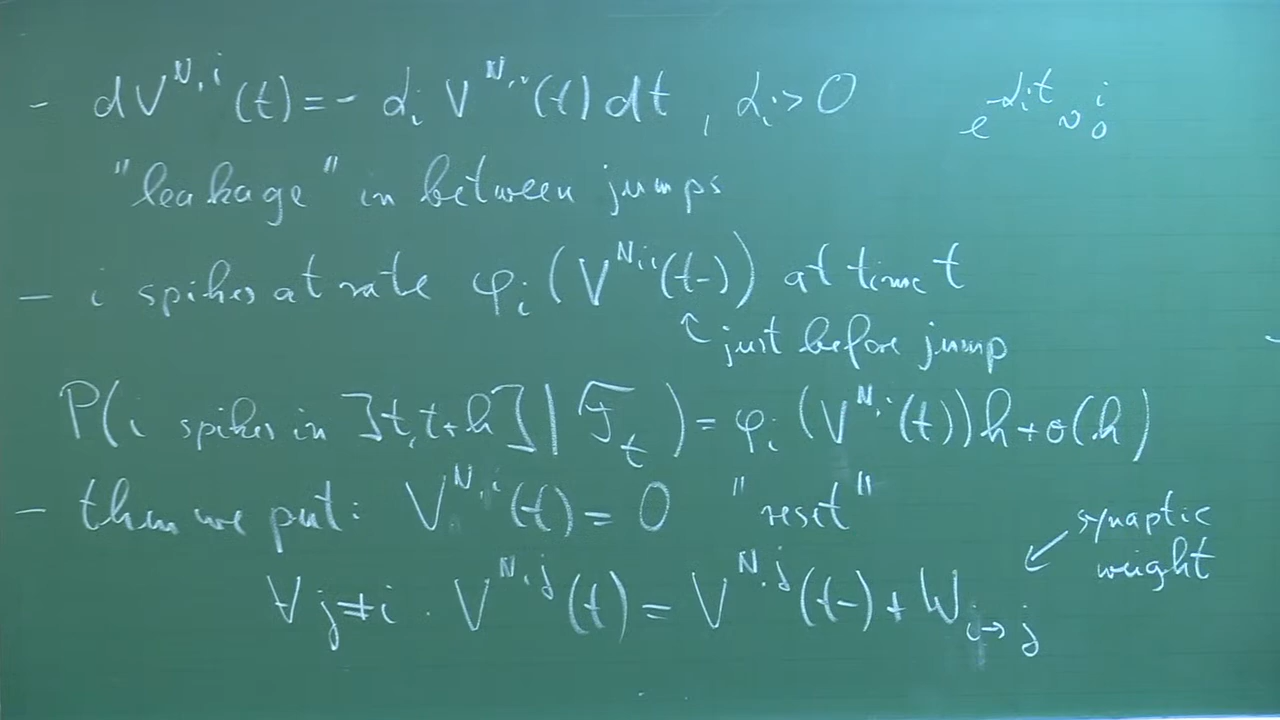 - dV^{N,i}(t) = - α_i V^{N,i}(t) dt , α_i > 0 e^{-α_i t} v_0^i
"leakage" in between jumps
- i spikes at rate φ_i(V^{N,i}(t-)) at time t
↖ just before jump
P(i spikes in ]t,t+h] | F_t) = φ_i(V^{N,i}(t))h + o(h)
- then we put: V^{N,i}(t) = 0 "reset"
synaptic
↙ weight
∀ j≠i . V^{N,j}(t) = V^{N,j}(t-) + W_{i→j}